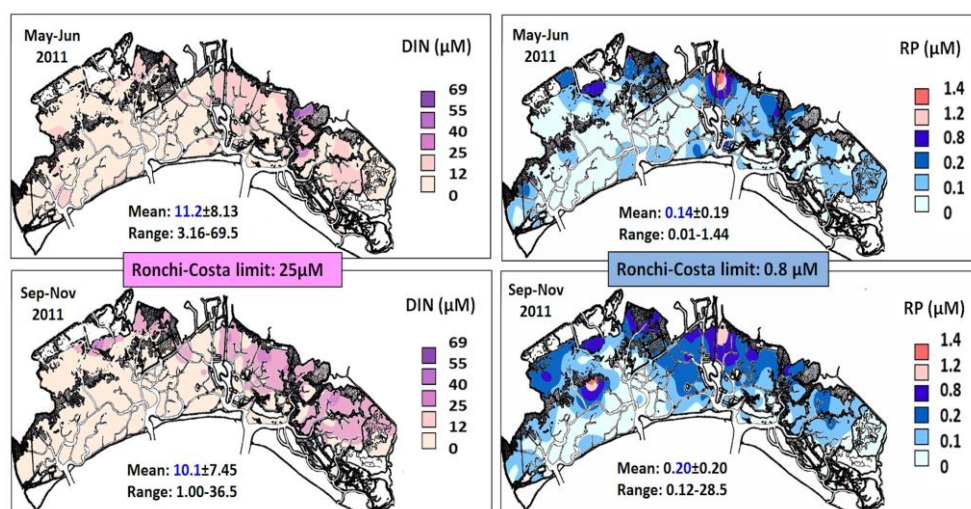 May-Jun
2011
DIN (µM)
69
55
40
25
12
0
Mean: 11.2±8.13
Range: 3.16-69.5
May-Jun
2011
RP (µM)
1.4
1.2
0.8
0.2
0.1
0
Mean: 0.14±0.19
Range: 0.01-1.44
Ronchi-Costa limit: 25µM
Ronchi-Costa limit: 0.8 µM
Sep-Nov
2011
DIN (µM)
69
55
40
25
12
0
Mean: 10.1±7.45
Range: 1.00-36.5
Sep-Nov
2011
RP (µM)
1.4
1.2
0.8
0.2
0.1
0
Mean: 0.20±0.20
Range: 0.12-28.5